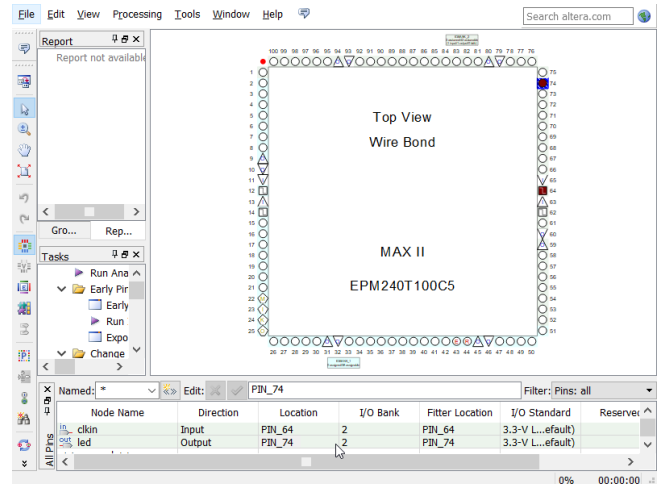 File Edit View Processing Tools Window Help
Search altera.com
Report
Report not available
Gro... Rep...
Tasks
Run Ana
Early Pir
Early
Run
Expo
Change
100 99 98 97 96 95 94 93 92 91 90 89 88 87 86 85 84 83 82 81 80 79 78 77 76
1
2
3
4
5
6
7
8
9
10
11
12
13
14
15
16
17
18
19
20
21
22
23
24
25
Top View
Wire Bond
MAX II
EPM240T100C5
75
74
73
72
71
70
69
68
67
66
65
64
63
62
61
60
59
58
57
56
55
54
53
52
51
26 27 28 29 30 31 32 33 34 35 36 37 38 39 40 41 42 43 44 45 46 47 48 49 50
All Pins
Named: * Edit: PIN_74 Filter: Pins: all
Node Name Direction Location I/O Bank Fitter Location I/O Standard Reserved
in clkin Input PIN_64 2 PIN_64 3.3-V L...efault)
out led Output PIN_74 2 PIN_74 3.3-V L...efault)
0% 00:00:00